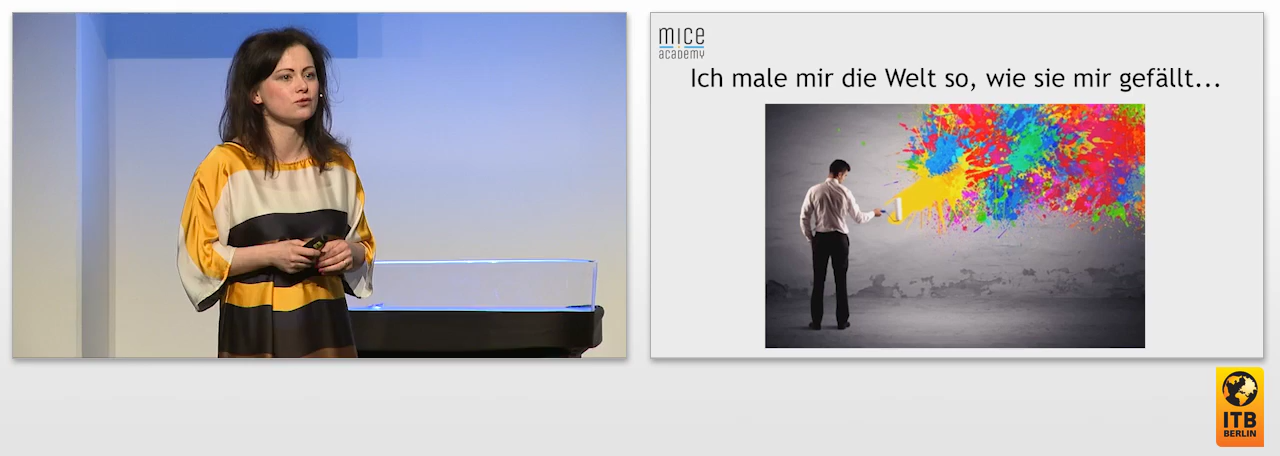 mice
academy
Ich male mir die Welt so, wie sie mir gefällt...
ITB
BERLIN